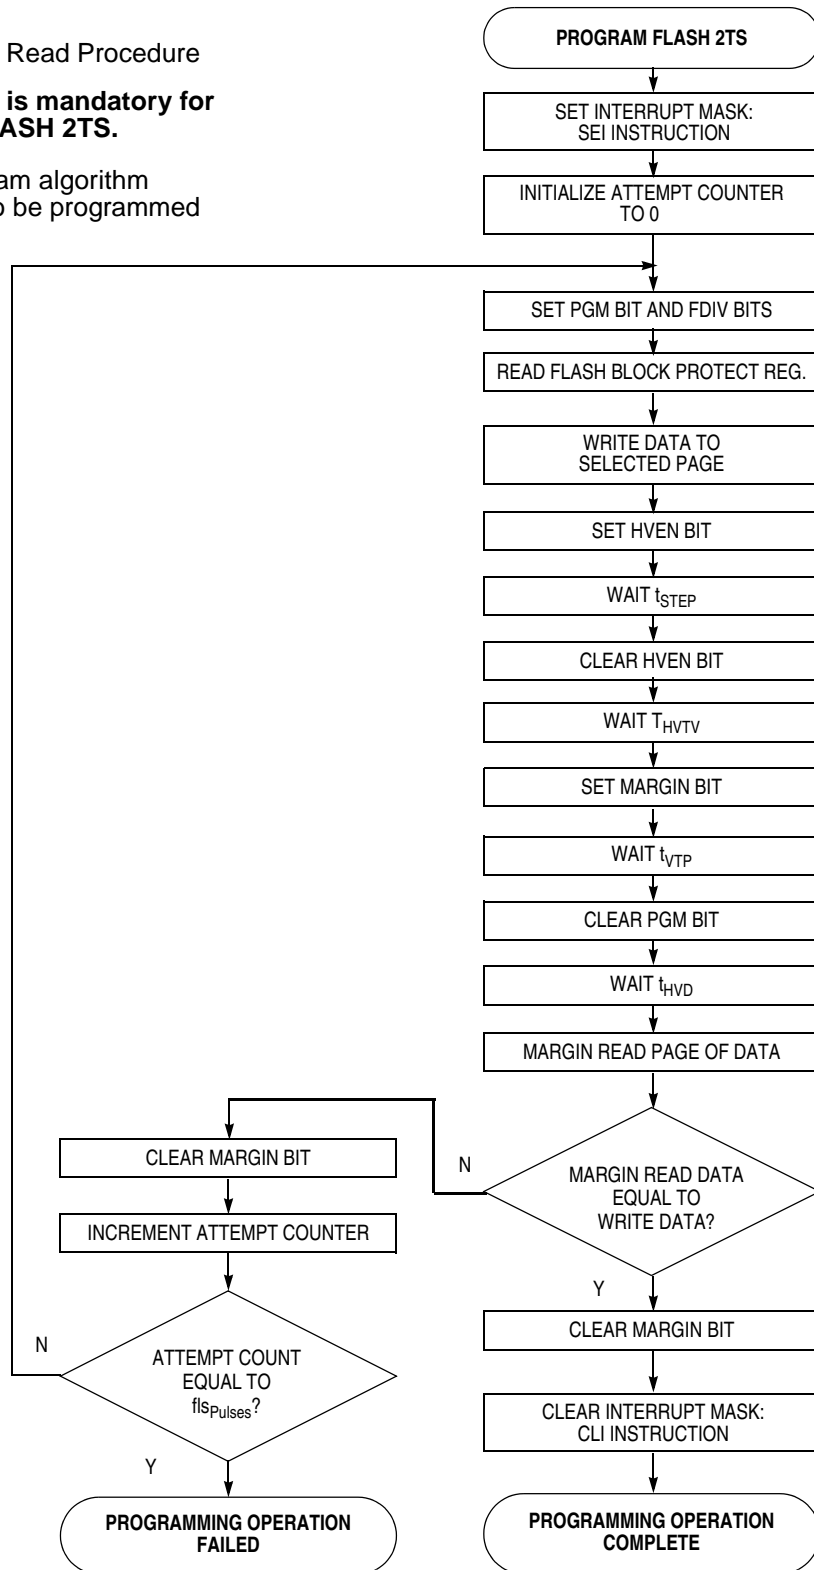 Read Procedure
is mandatory for
ASH 2TS.
am algorithm
o be programmed
PROGRAM FLASH 2TS
SET INTERRUPT MASK:
SEI INSTRUCTION
INITIALIZE ATTEMPT COUNTER
TO 0
SET PGM BIT AND FDIV BITS
READ FLASH BLOCK PROTECT REG.
WRITE DATA TO
SELECTED PAGE
SET HVEN BIT
WAIT tSTEP
CLEAR HVEN BIT
WAIT THVTV
SET MARGIN BIT
WAIT tVTP
CLEAR PGM BIT
WAIT tHVD
MARGIN READ PAGE OF DATA
MARGIN READ DATA
EQUAL TO
WRITE DATA?
N
Y
CLEAR MARGIN BIT
INCREMENT ATTEMPT COUNTER
ATTEMPT COUNT
EQUAL TO
flsPulses?
N
Y
PROGRAMMING OPERATION
FAILED
CLEAR MARGIN BIT
CLEAR INTERRUPT MASK:
CLI INSTRUCTION
PROGRAMMING OPERATION
COMPLETE